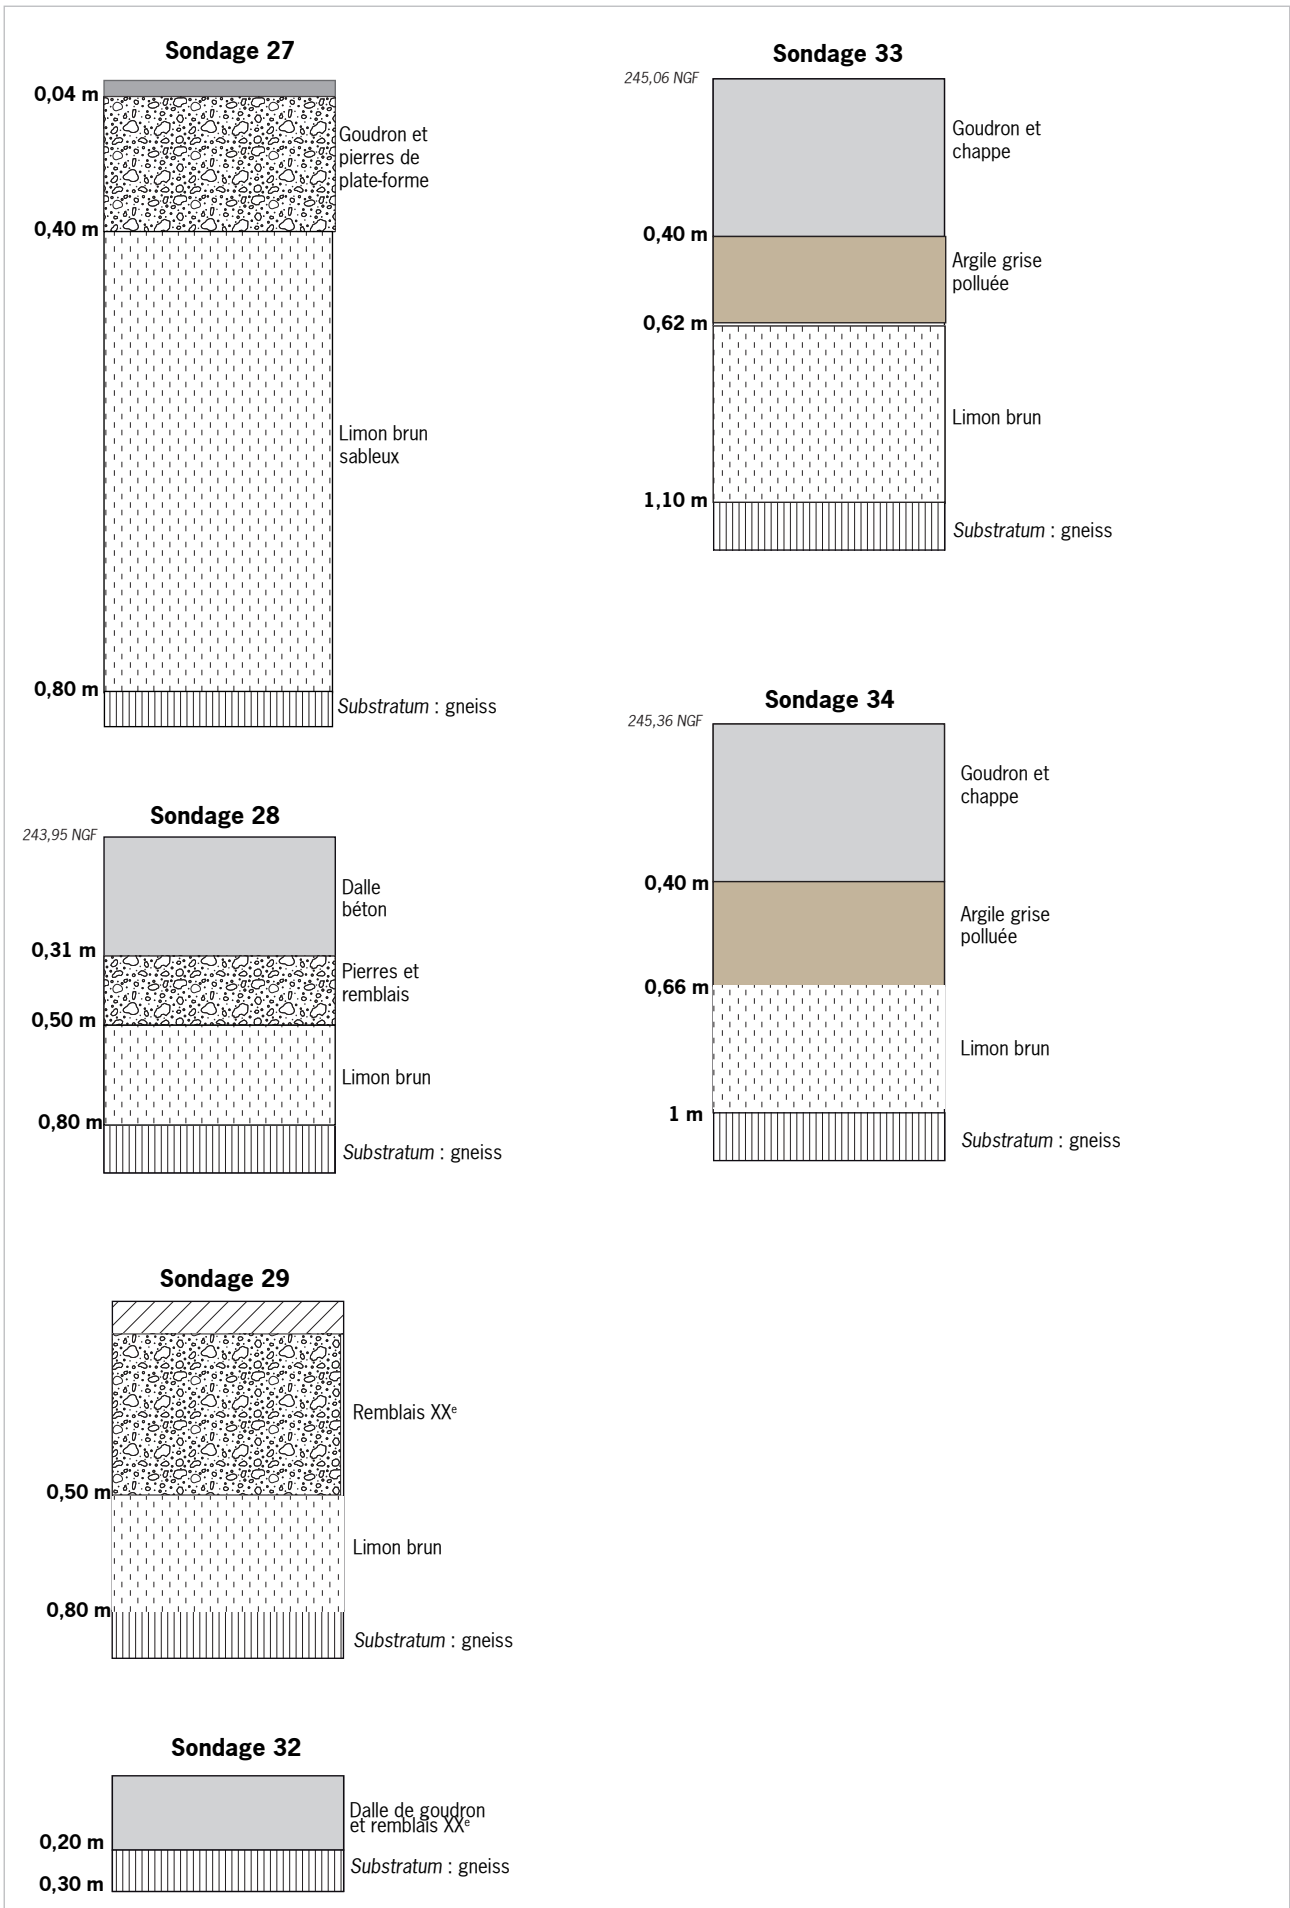 Sondage 27
0,04 m
Goudron et
pierres de
plate-forme
0,40 m
Limon brun
sableux
0,80 m
Substratum : gneiss
Sondage 28
243,95 NGF
Dalle
béton
0,31 m
Pierres et
remblais
0,50 m
Limon brun
0,80 m
Substratum : gneiss
Sondage 29
Remblais XXᵉ
0,50 m
Limon brun
0,80 m
Substratum : gneiss
Sondage 32
Dalle de goudron
et remblais XXᵉ
0,20 m
Substratum : gneiss
0,30 m
Sondage 33
245,06 NGF
Goudron et
chappe
0,40 m
Argile grise
polluée
0,62 m
Limon brun
1,10 m
Substratum : gneiss
Sondage 34
245,36 NGF
Goudron et
chappe
0,40 m
Argile grise
polluée
0,66 m
Limon brun
1 m
Substratum : gneiss